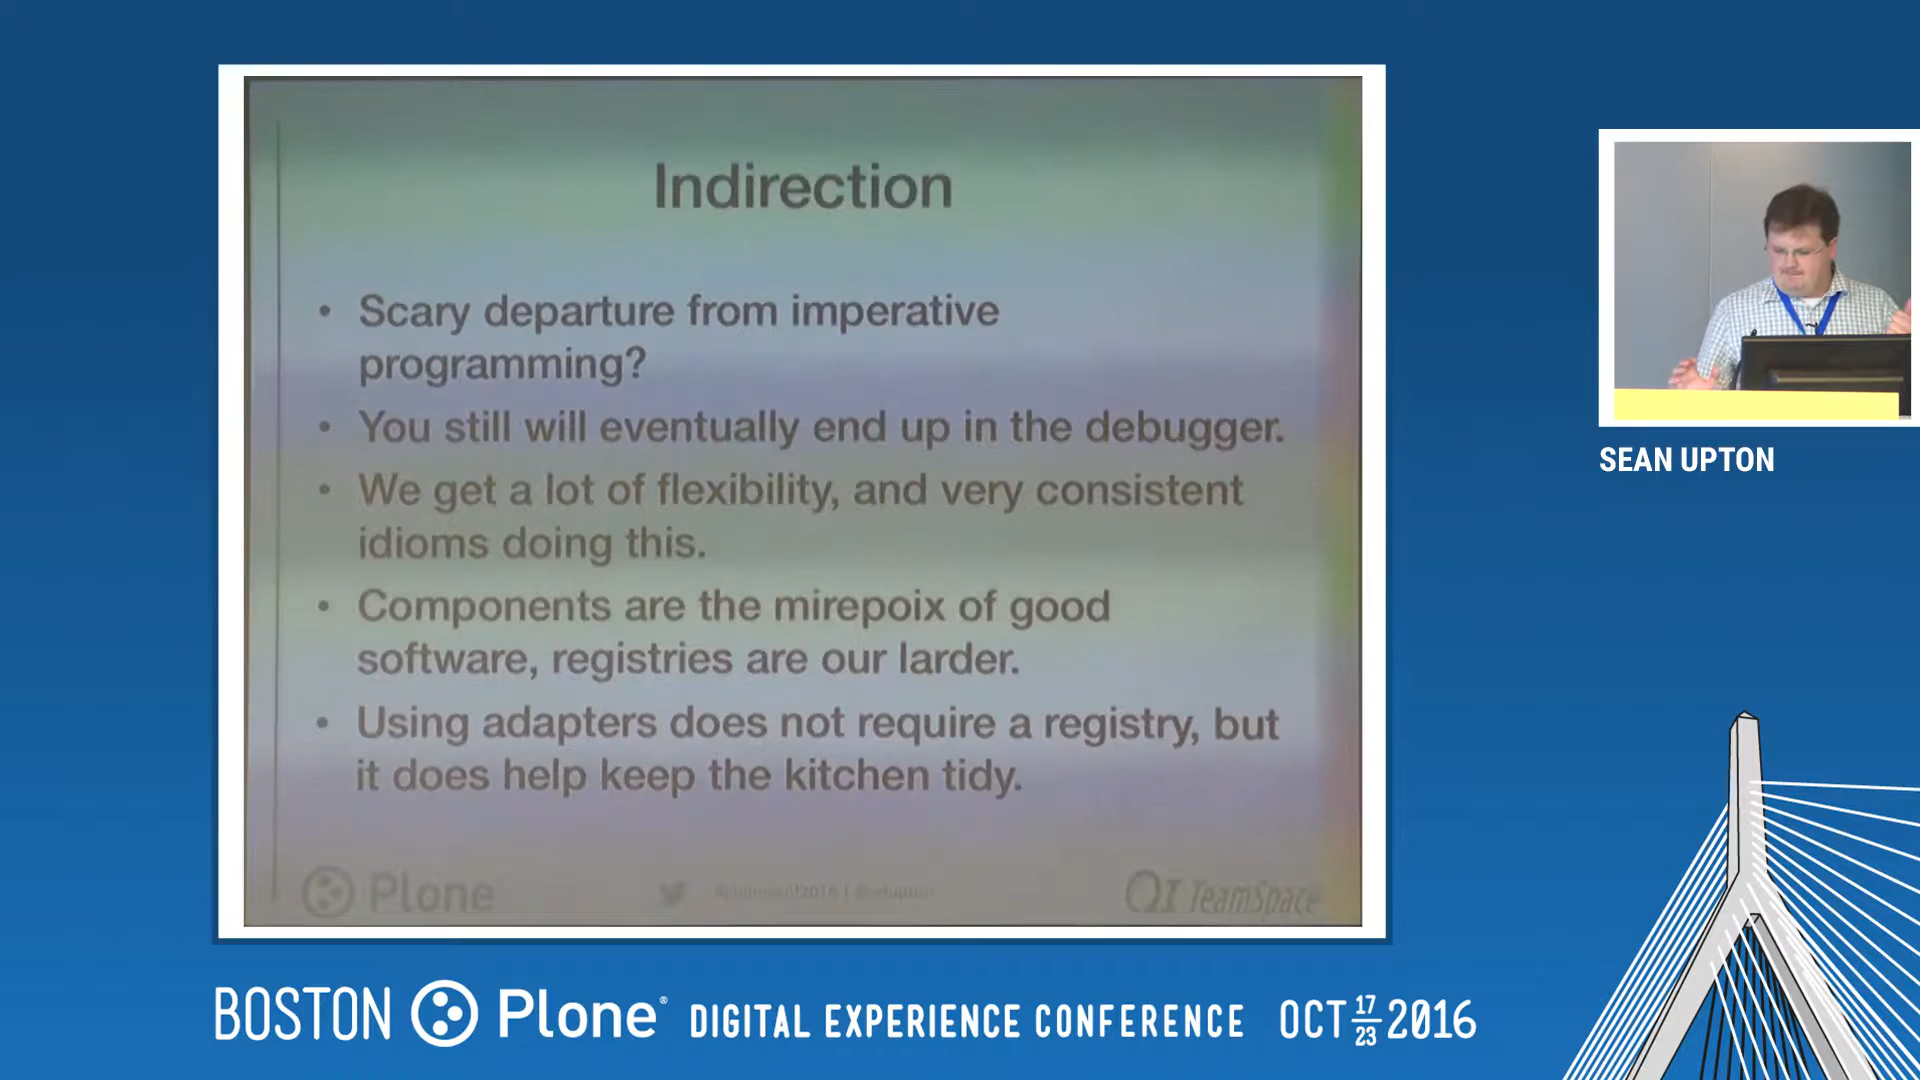 Indirection
• Scary departure from imperative
programming?
• You still will eventually end up in the debugger.
• We get a lot of flexibility, and very consistent
idioms doing this.
• Components are the mirepoix of good
software, registries are our larder.
• Using adapters does not require a registry, but
it does help keep the kitchen tidy.
Plone
QI TeamSpace
SEAN UPTON
BOSTON Plone® DIGITAL EXPERIENCE CONFERENCE OCT 17 23 2016